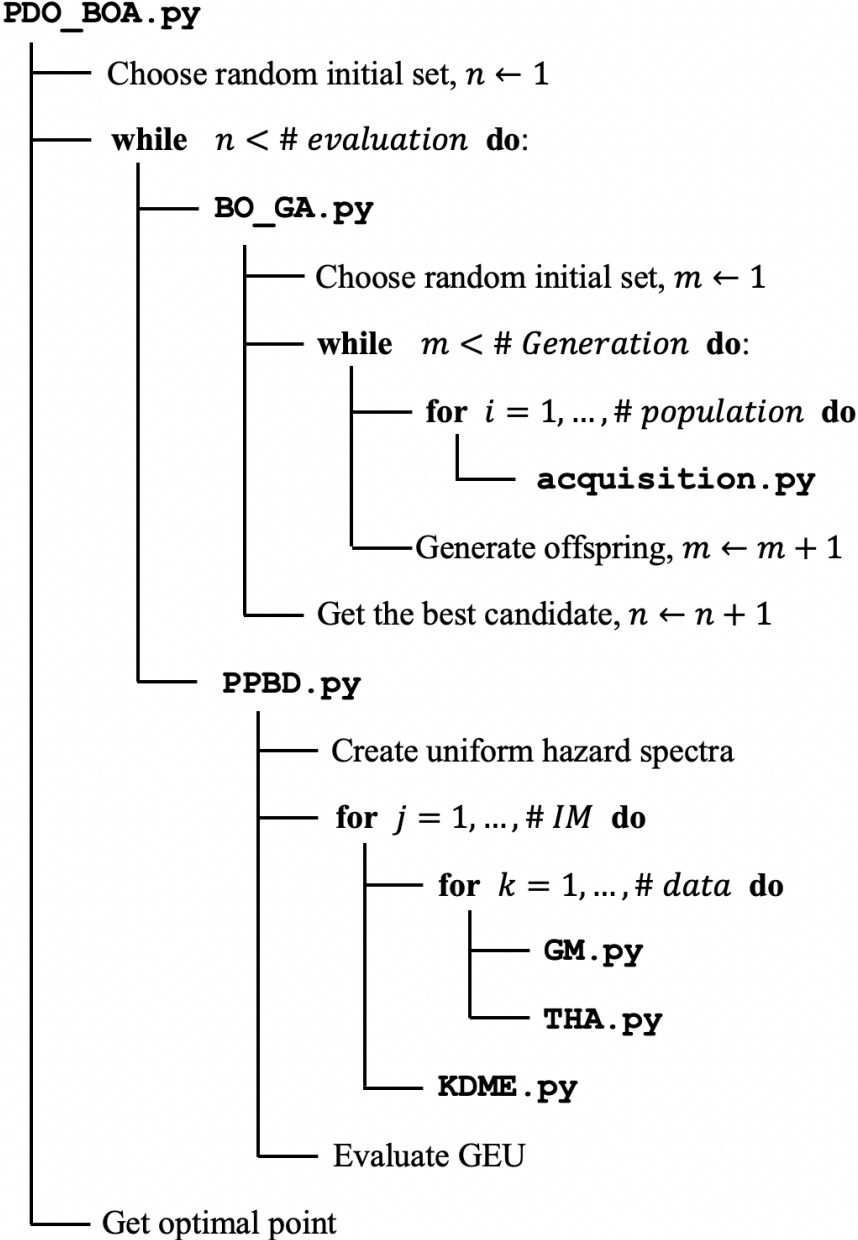 PDO_BOA.py
Choose random initial set, n ← 1
while n < # evaluation do:
BO_GA.py
Choose random initial set, m ← 1
while m < # Generation do:
for i = 1, ... , # population do
acquisition.py
Generate offspring, m ← m + 1
Get the best candidate, n ← n + 1
PPBD.py
Create uniform hazard spectra
for j = 1, ... , # IM do
for k = 1, ... , # data do
GM.py
THA.py
KDME.py
Evaluate GEU
Get optimal point